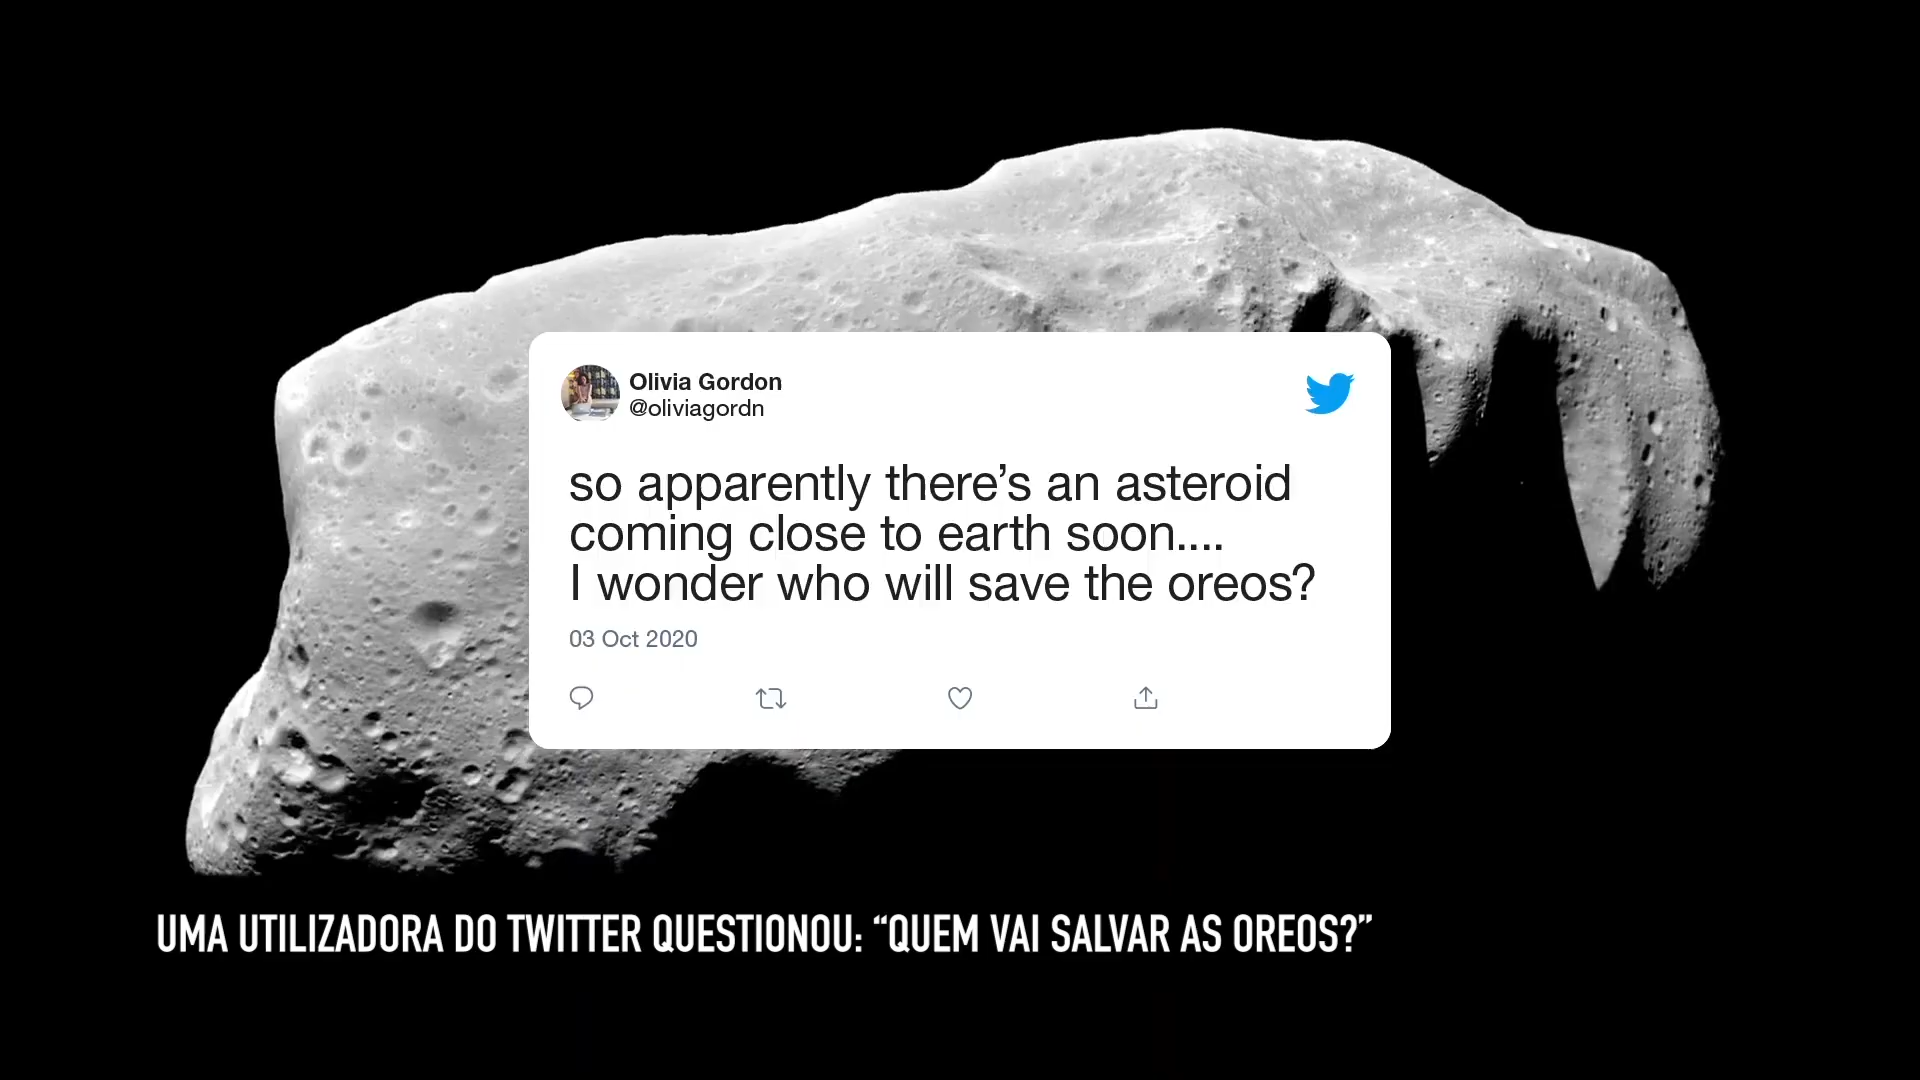 Olivia Gordon
@oliviagordn
so apparently there’s an asteroid
coming close to earth soon....
I wonder who will save the oreos?
03 Oct 2020
UMA UTILIZADORA DO TWITTER QUESTIONOU: “QUEM VAI SALVAR AS OREOS?”